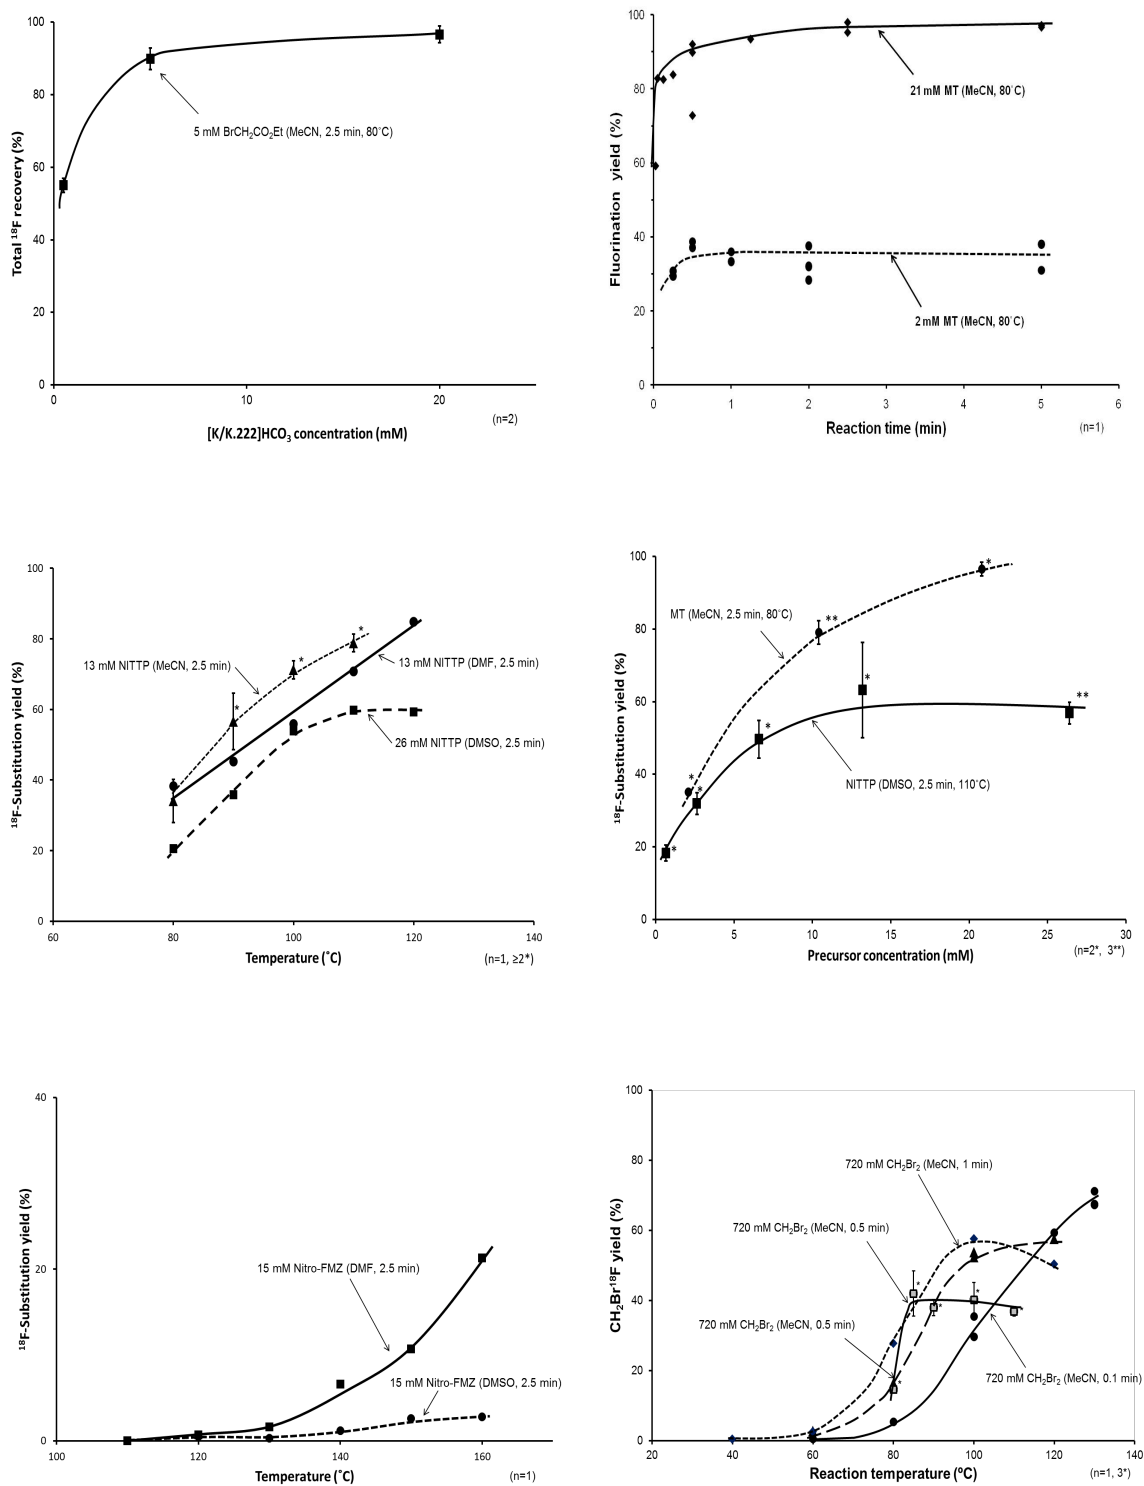 100
80
60
40
20
0
0
10
20
Total ¹⁸F recovery (%)
5 mM BrCH₂CO₂Et (MeCN, 2.5 min, 80˚C)
[K/K.222]HCO₃ concentration (mM)
(n=2)
100
80
60
40
20
0
0
1
2
3
4
5
6
Fluorination yield (%)
21 mM MT (MeCN, 80˚C)
2 mM MT (MeCN, 80˚C)
Reaction time (min)
(n=1)
100
80
60
40
20
0
60
80
100
120
140
¹⁸F-Substitution yield (%)
13 mM NITTP (MeCN, 2.5 min)
13 mM NITTP (DMF, 2.5 min)
26 mM NITTP (DMSO, 2.5 min)
*
*
*
Temperature (˚C)
(n=1, ≥2*)
100
80
60
40
20
0
0
5
10
15
20
25
30
¹⁸F-Substitution yield (%)
MT (MeCN, 2.5 min, 80˚C)
NITTP (DMSO, 2.5 min, 110˚C)
*
**
*
**
*
*
*
*
Precursor concentration (mM)
(n=2*, 3**)
40
20
0
100
120
140
160
¹⁸F-Substitution yield (%)
15 mM Nitro-FMZ (DMF, 2.5 min)
15 mM Nitro-FMZ (DMSO, 2.5 min)
Temperature (˚C)
(n=1)
100
80
60
40
20
0
20
40
60
80
100
120
140
CH₂Br¹⁸F yield (%)
720 mM CH₂Br₂ (MeCN, 1 min)
720 mM CH₂Br₂ (MeCN, 0.5 min)
720 mM CH₂Br₂ (MeCN, 0.5 min)
720 mM CH₂Br₂ (MeCN, 0.1 min)
*
*
*
*
*
Reaction temperature (ºC)
(n=1, 3*)